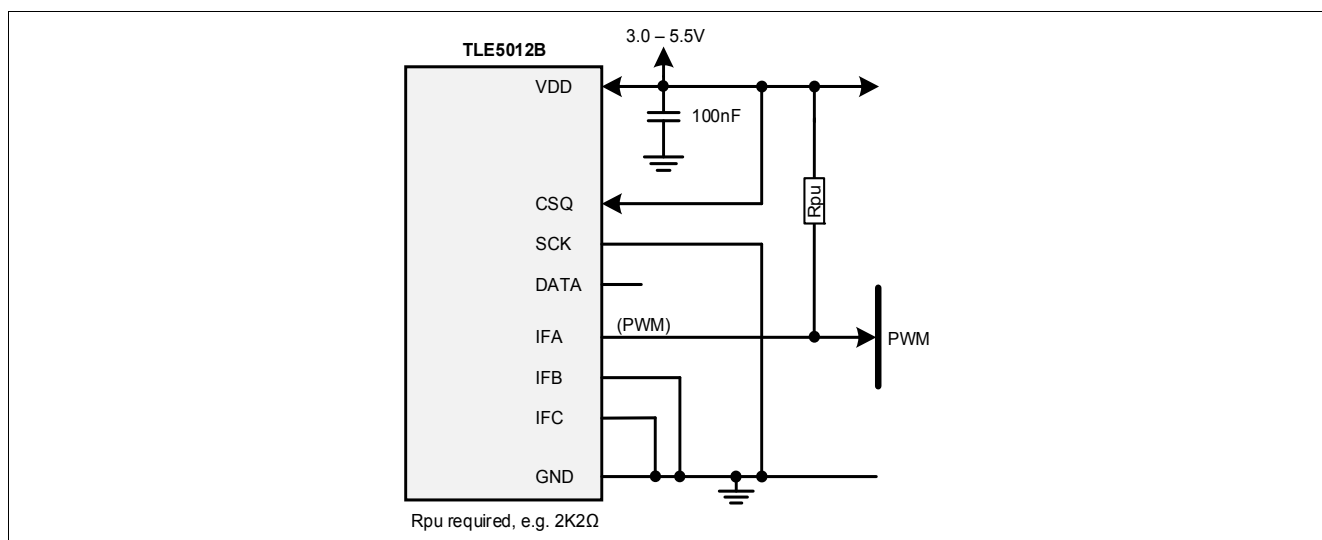 3.0 – 5.5V
TLE5012B
VDD
100nF
CSQ
Rpu
SCK
DATA
IFA
(PWM)
PWM
IFB
IFC
GND
Rpu required, e.g. 2K2Ω